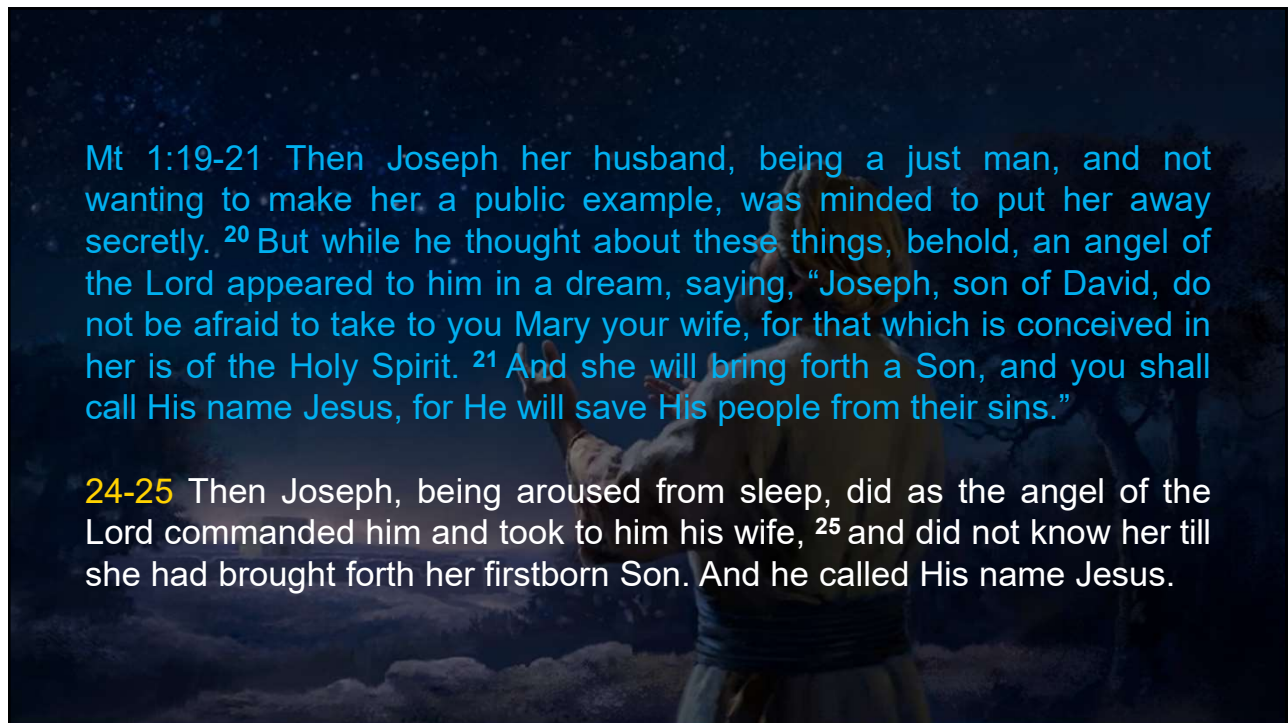 Mt 1:19-21 Then Joseph her husband, being a just man, and not
wanting to make her a public example, was minded to put her away
secretly. 20 But while he thought about these things, behold, an angel of
the Lord appeared to him in a dream, saying, “Joseph, son of David, do
not be afraid to take to you Mary your wife, for that which is conceived in
her is of the Holy Spirit. 21 And she will bring forth a Son, and you shall
call His name Jesus, for He will save His people from their sins.”
24-25 Then Joseph, being aroused from sleep, did as the angel of the
Lord commanded him and took to him his wife, 25 and did not know her till
she had brought forth her firstborn Son. And he called His name Jesus.